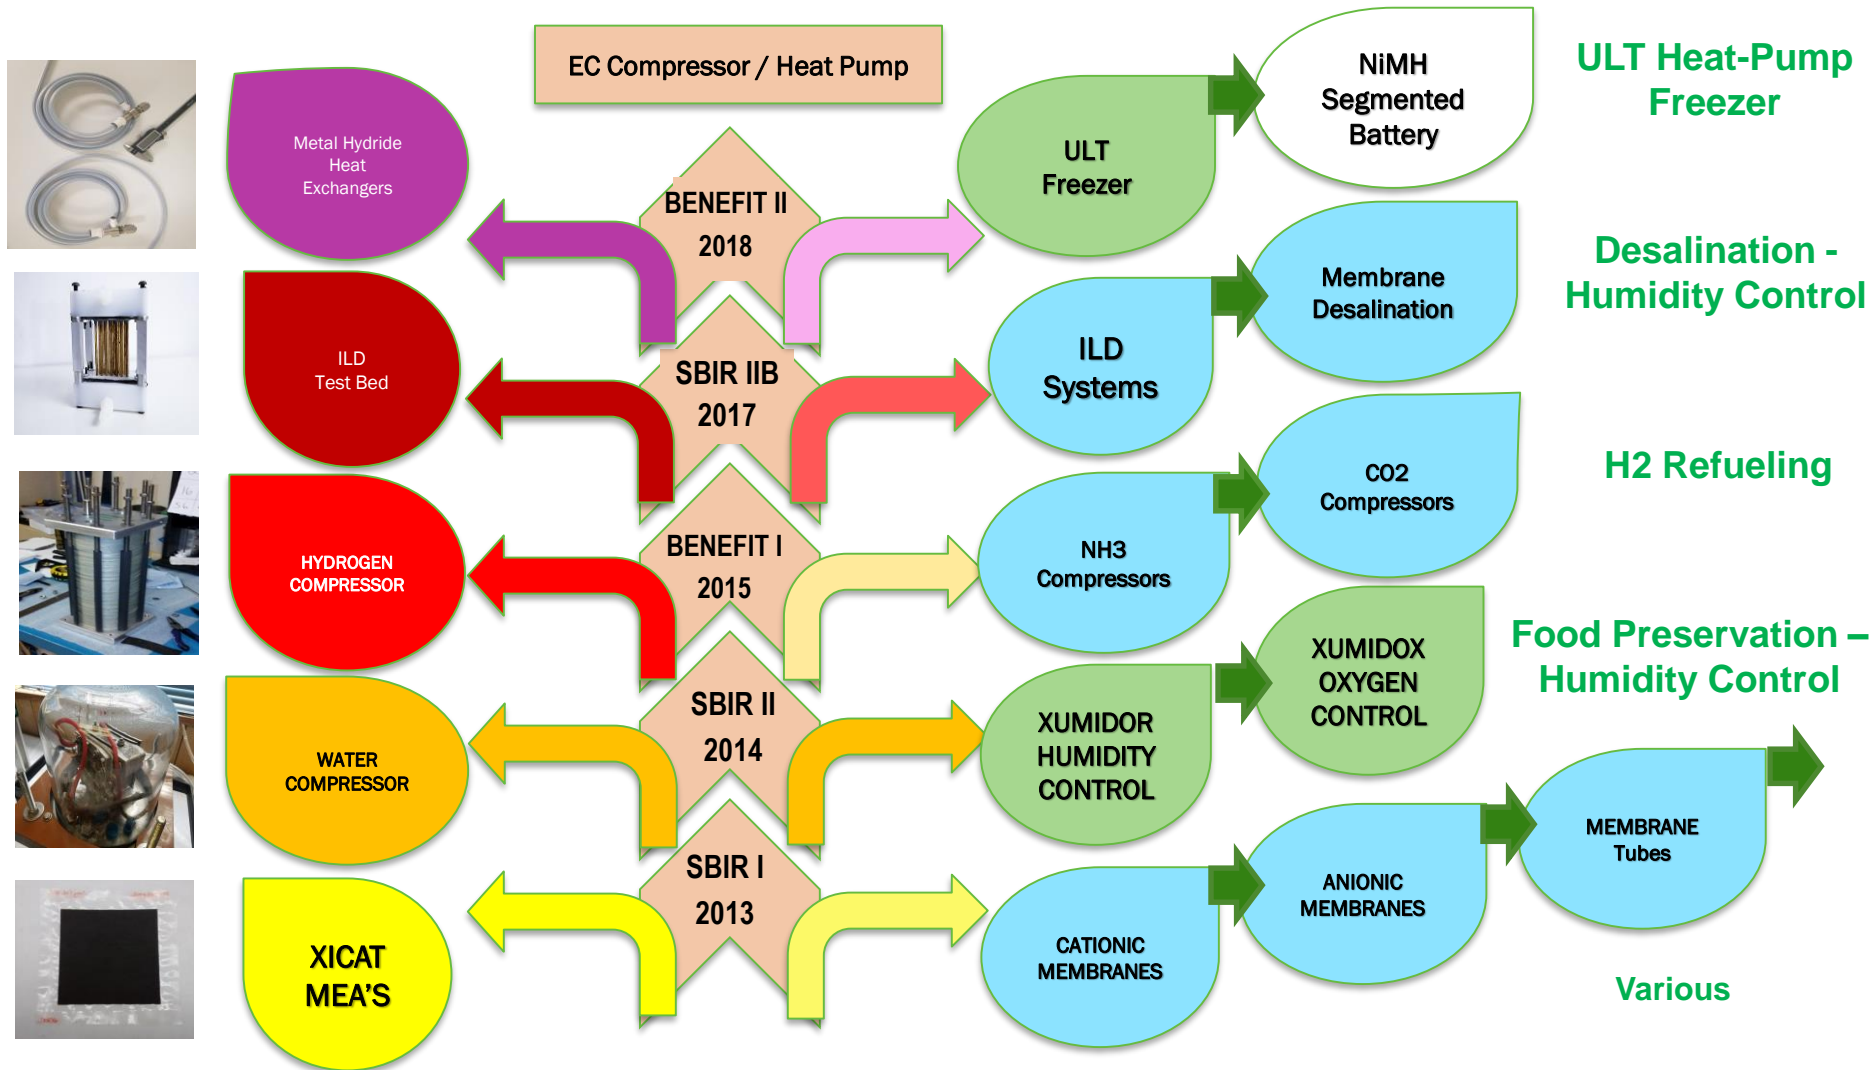 EC Compressor / Heat Pump
Metal Hydride
Heat
Exchangers
BENEFIT II
2018
ULT
Freezer
NiMH
Segmented
Battery
ULT Heat-Pump
Freezer
ILD
Test Bed
SBIR IIB
2017
ILD
Systems
Membrane
Desalination
Desalination -
Humidity Control
HYDROGEN
COMPRESSOR
BENEFIT I
2015
NH3
Compressors
CO2
Compressors
H2 Refueling
WATER
COMPRESSOR
SBIR II
2014
XUMIDOR
HUMIDITY
CONTROL
XUMIDOX
OXYGEN
CONTROL
Food Preservation –
Humidity Control
XICAT
MEA'S
SBIR I
2013
CATIONIC
MEMBRANES
ANIONIC
MEMBRANES
MEMBRANE
Tubes
Various